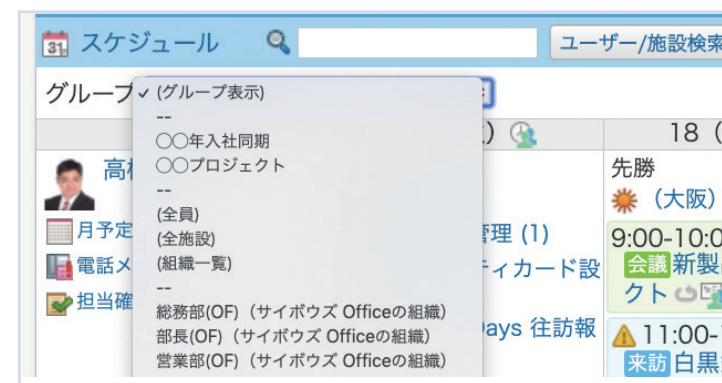 31
スケジュール
ユーザー/施設検索
グループ
✓ (グループ表示)
--
○○年入社同期
○○プロジェクト
--
(全員)
(全施設)
(組織一覧)
--
総務部(OF)（サイボウズ Officeの組織）
部長(OF)（サイボウズ Officeの組織）
営業部(OF)（サイボウズ Officeの組織）
)
18（
高
先勝
（大阪）
月予定
管理 (1)
9:00-10:0
電話メ
ティカード設
会議 新製
クト
担当確
ays 往訪報
11:00-
来訪 白黒